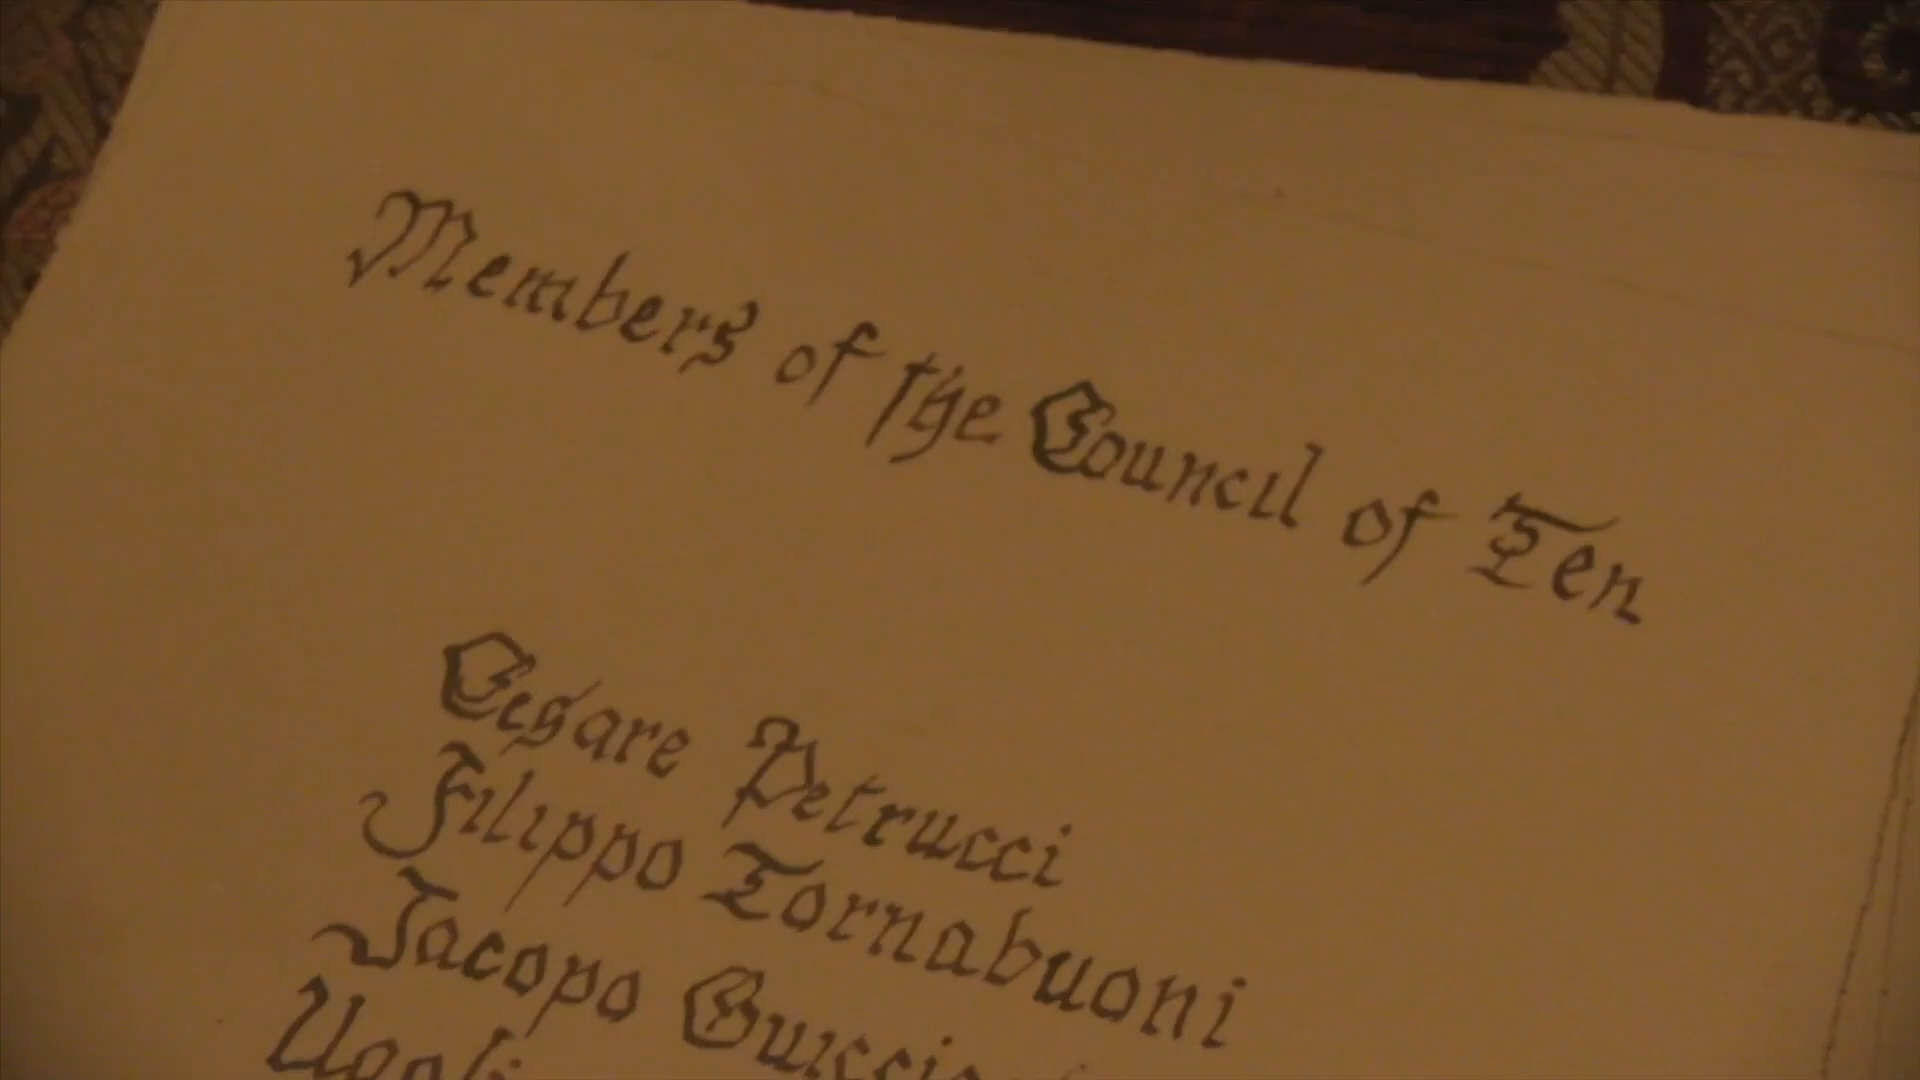 Members of the Council of Ten
Cesare Petrucci
Filippo Tornabuoni
Jacopo